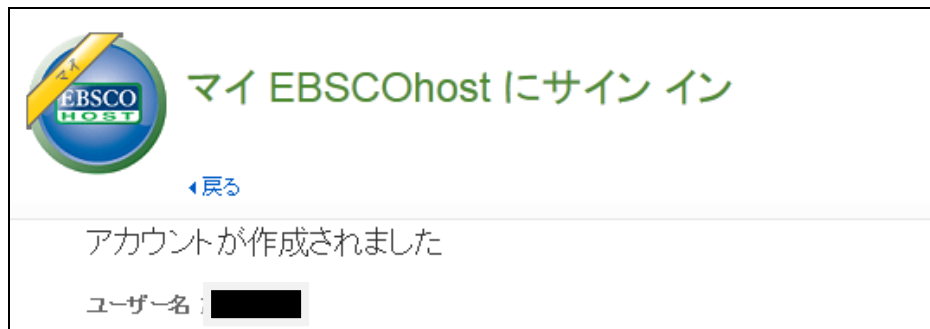 マイ
EBSCO
HOST
マイ EBSCOhost にサイン イン
戻る
アカウントが作成されました
ユーザー名 :